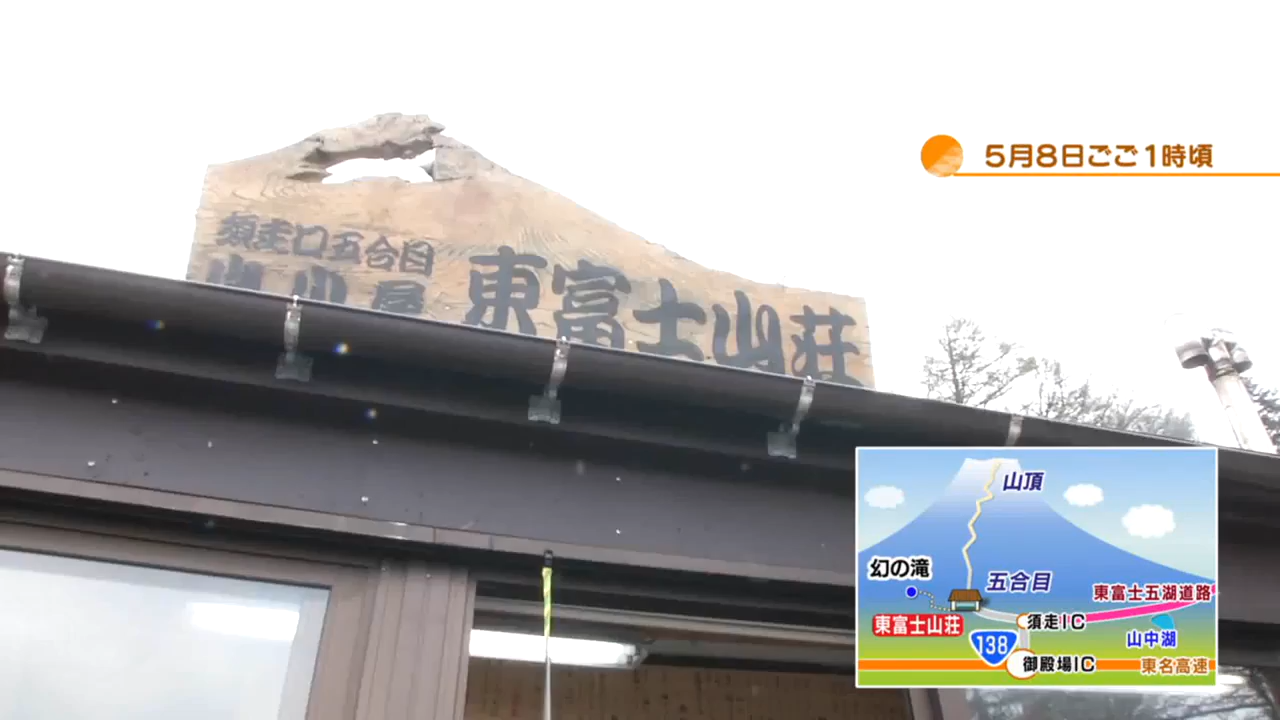 5月8日ごご1時頃
須走口五合目
山小屋
東富士山荘
山頂
幻の滝
五合目
東富士五湖道路
東富士山荘
須走IC
138
山中湖
御殿場IC
東名高速